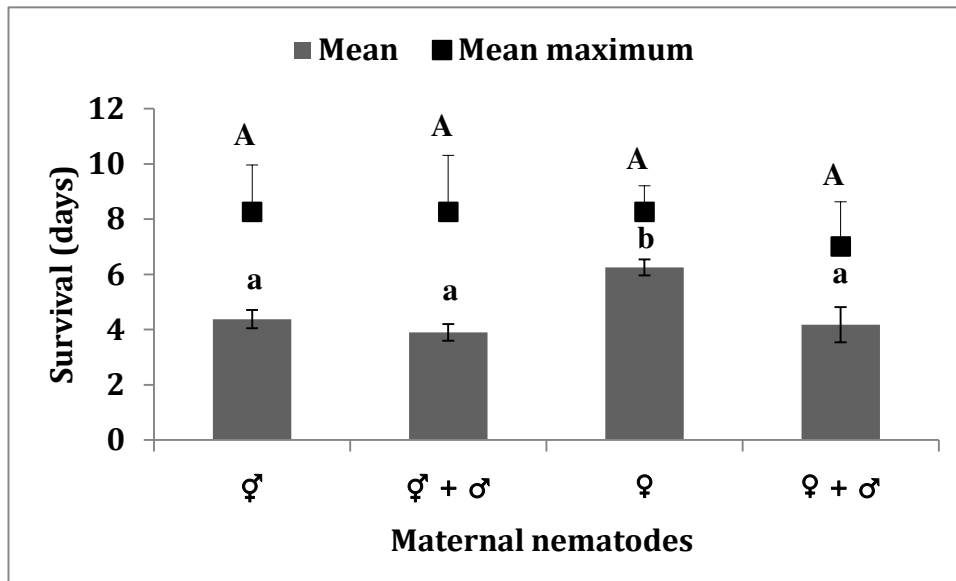 ■ Mean ■ Mean maximum
Survival (days)
12
10
8
6
4
2
0
A A A A
a a b a
⚥ ⚥ + ♂ ♀ ♀ + ♂
Maternal nematodes